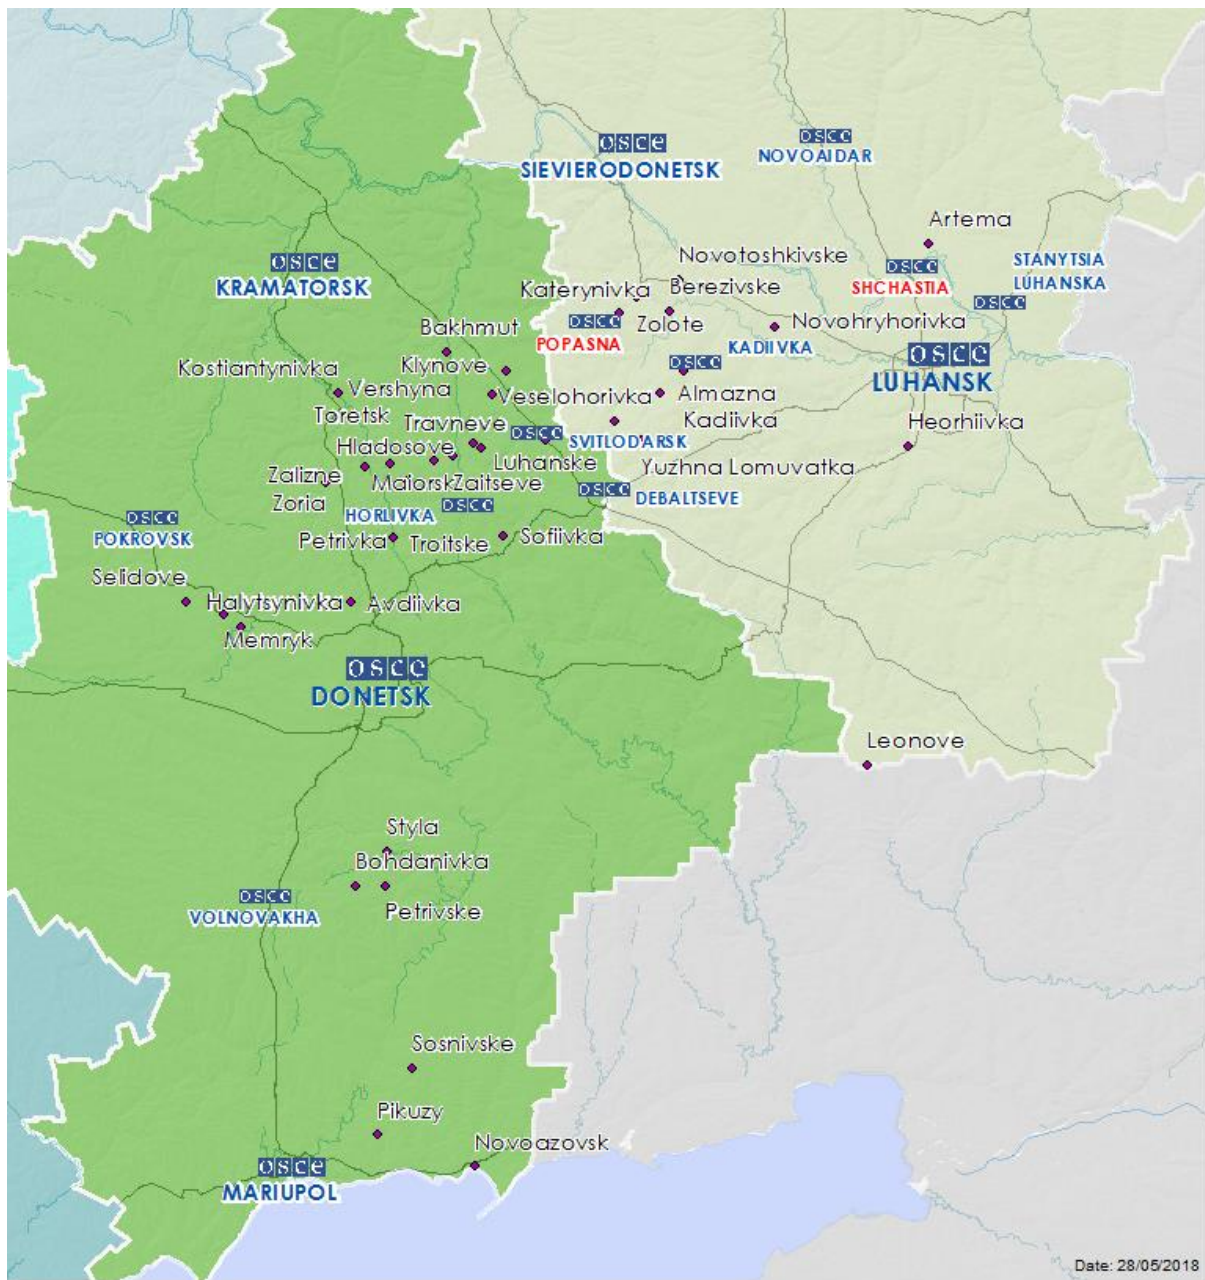 osce
SIEVIERODONETSK
osce
NOVOAIDAR
Artema
osce
KRAMATORSK
Novotoshkivske
osce
SHCHASTIA
STANYTSIA
LUHANSKA
osce
Katerynivka
Berezivske
osce
POPASNA
Zolote
Novohryhorivka
KADIIVKA
osce
Bakhmut
osce
LUHANSK
Kostiantynivka
Klynove
Vershyna
Veselohorivka
Almazna
Toretsk
Travneve
Kadiivka
Heorhiivka
osce
SVITLODARSK
Hladosove
Luhanske
Yuzhna Lomuvatka
Zalizne
Maiorsk
Zaitseve
osce
DEBALTSEVE
Zoria
HORLIVKA
osce
osce
POKROVSK
Petrivka
Troitske
Sofiivka
Selidove
Halytsynivka
Avdiivka
Memryk
osce
DONETSK
Leonove
Styla
Bohdanivka
osce
VOLNOVAKHA
Petrivske
Sosnivske
Pikuzy
Novoazovsk
osce
MARIUPOL
Date: 28/05/2018